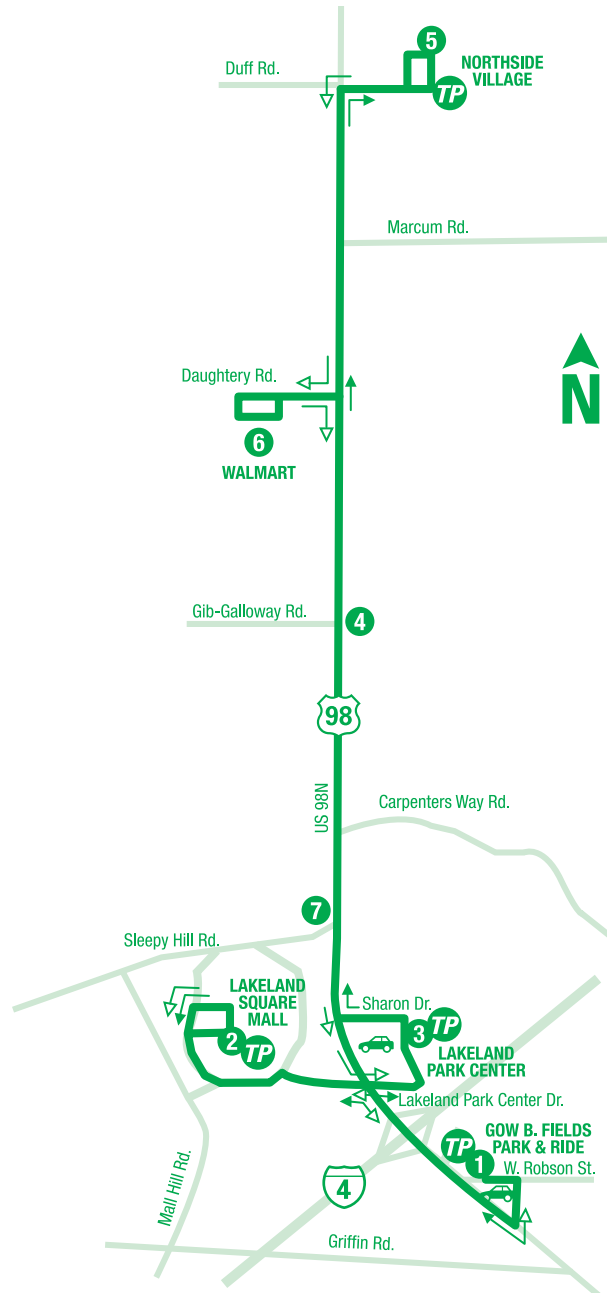 5
Duff Rd.
NORTHSIDE
VILLAGE
TP
Marcum Rd.
N
Daughtery Rd.
6
WALMART
Gib-Galloway Rd.
4
98
US 98N
Carpenters Way Rd.
7
Sleepy Hill Rd.
LAKELAND
SQUARE
MALL
2
TP
Sharon Dr.
3
TP
LAKELAND
PARK CENTER
Lakeland Park Center Dr.
TP
1
GOW B. FIELDS
PARK & RIDE
W. Robson St.
Mall Hill Rd.
4
Griffin Rd.